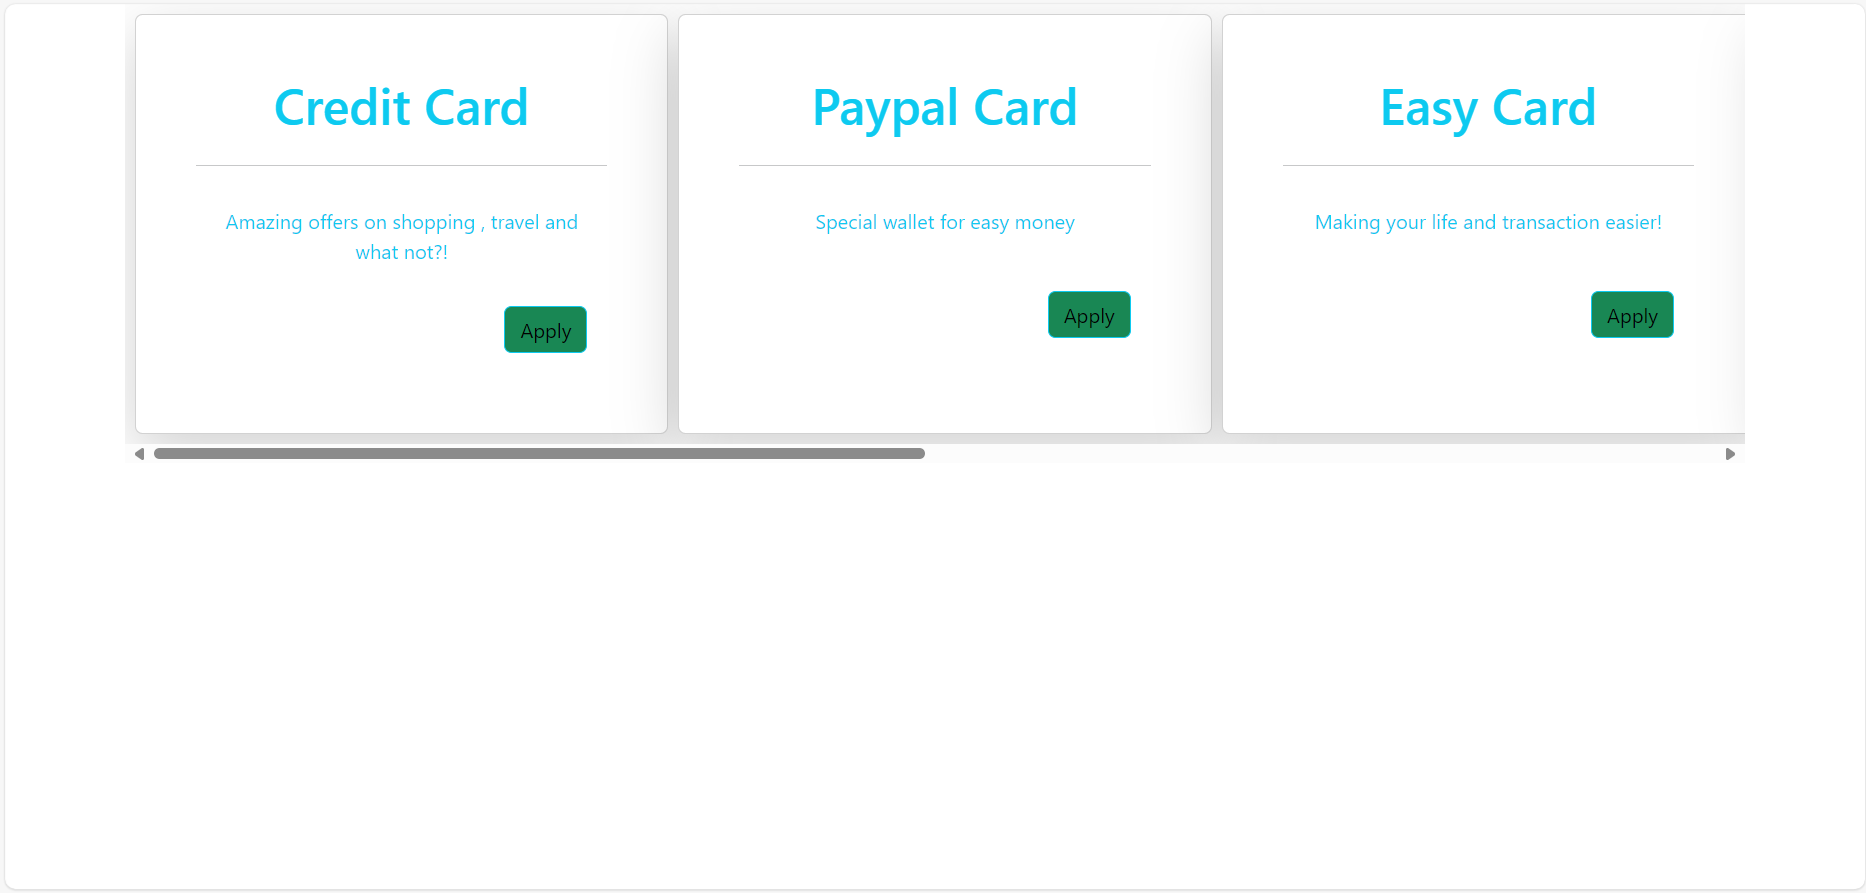 Credit Card
Amazing offers on shopping , travel and
what not?!
Apply
Paypal Card
Special wallet for easy money
Apply
Easy Card
Making your life and transaction easier!
Apply